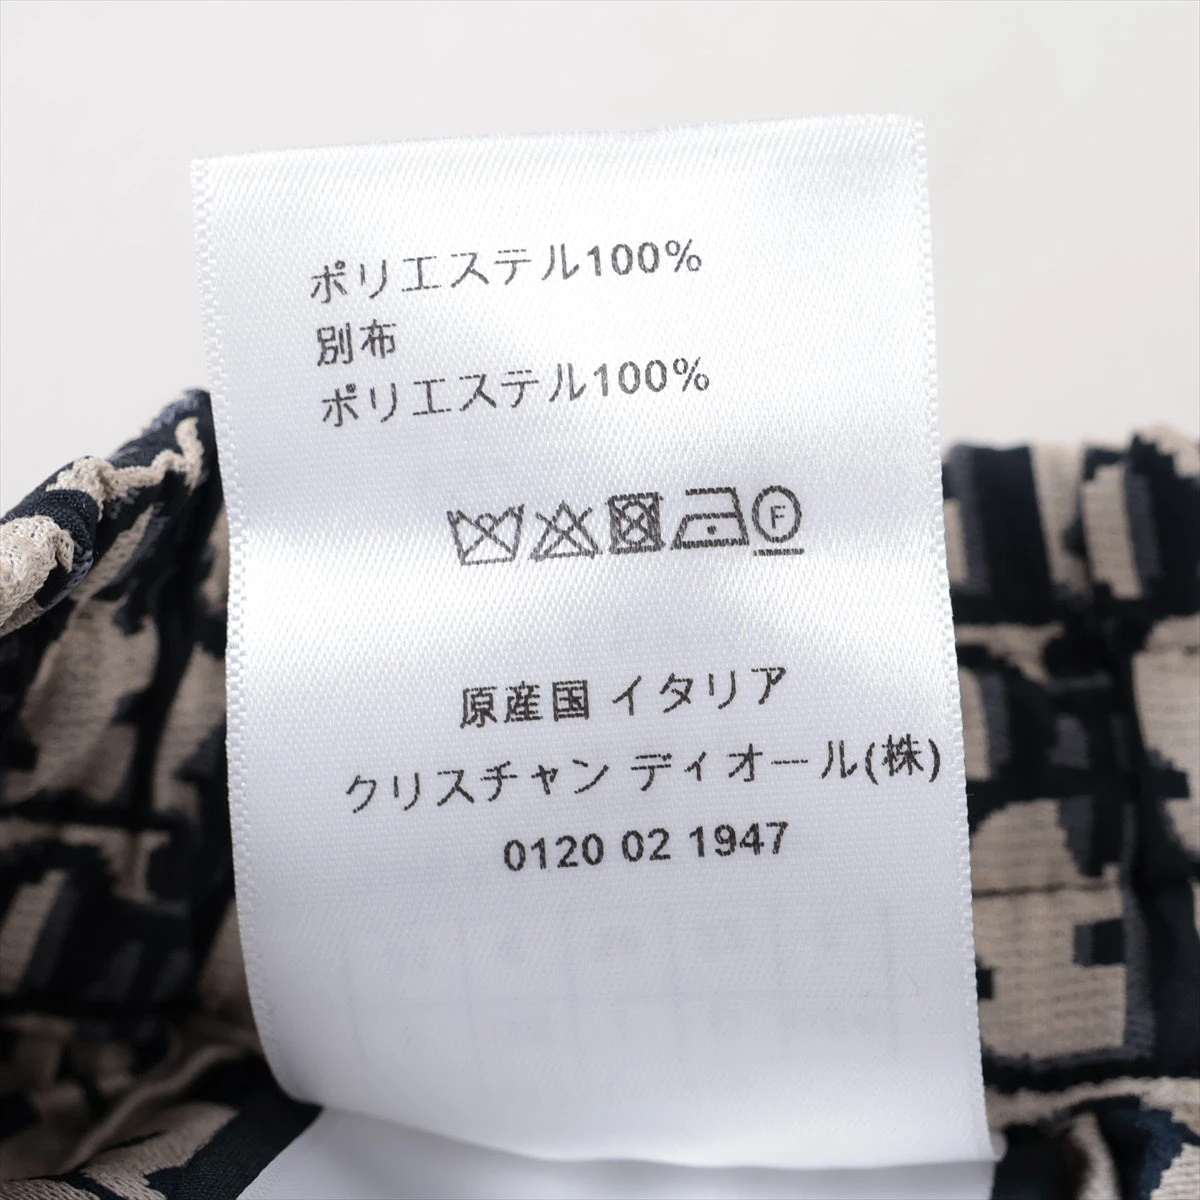 ポリエステル100%
別布
ポリエステル100%
F
原産国 イタリア
クリスチャン ディオール(株)
0120 02 1947